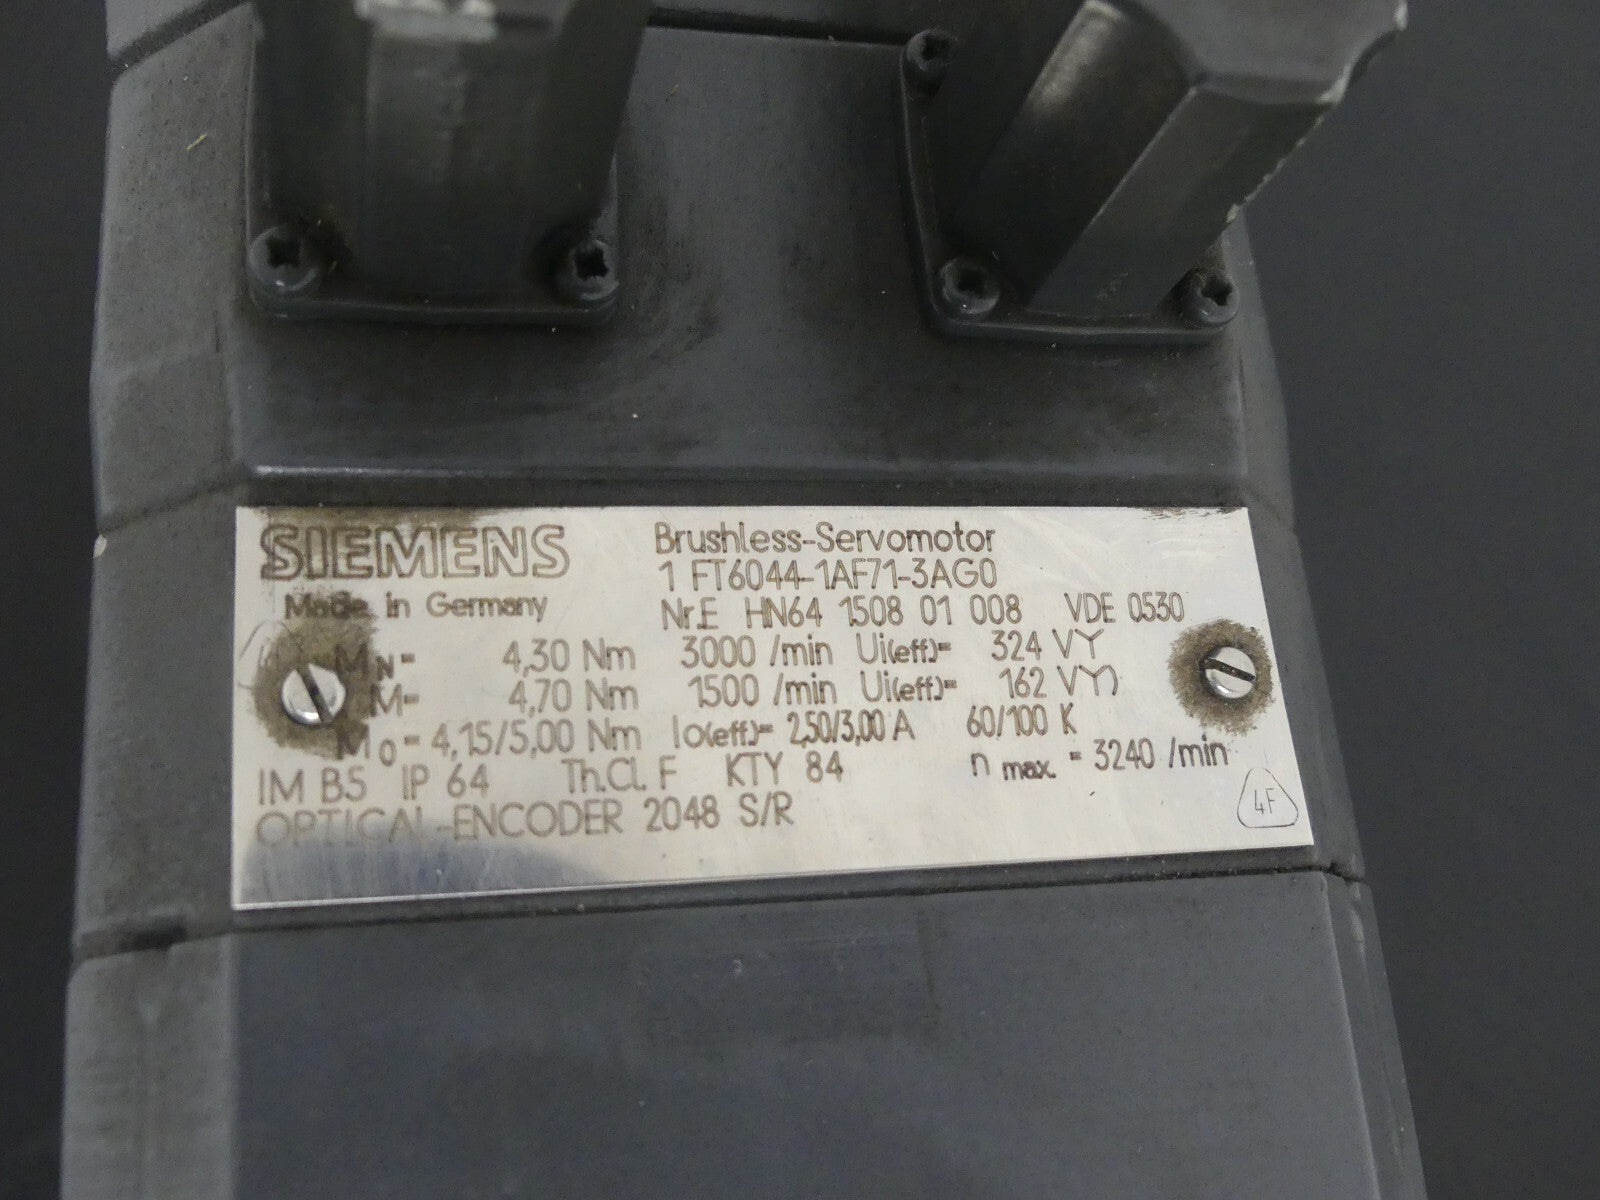 SIEMENS Brushless-Servomotor
1 FT6044-1AF71-3AG0
Made in Germany Nr.E HN64 1508 01 008 VDE 0530
MN= 4,30 Nm 3000 /min Ui(eff.)= 324 VY
M= 4,70 Nm 1500 /min Ui(eff.)= 162 VY)
M0= 4,15/5,00 Nm Io(eff.)= 2,50/3,00 A 60/100 K
IM B5 IP 64 Th.Cl. F KTY 84 n max. = 3240 /min
OPTICAL-ENCODER 2048 S/R
4F